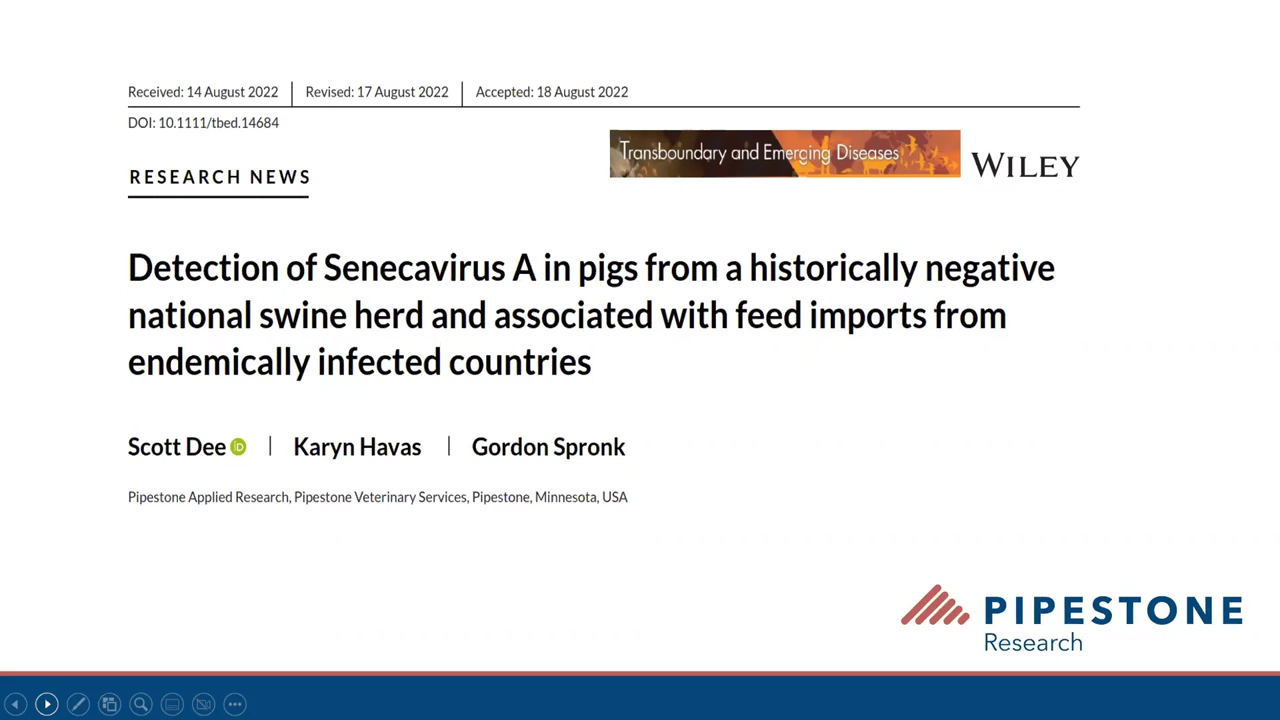 Received: 14 August 2022 | Revised: 17 August 2022 | Accepted: 18 August 2022
DOI: 10.1111/tbed.14684
Transboundary and Emerging Diseases
WILEY
RESEARCH NEWS
Detection of Senecavirus A in pigs from a historically negative
national swine herd and associated with feed imports from
endemically infected countries
Scott Dee iD | Karyn Havas | Gordon Spronk
Pipestone Applied Research, Pipestone Veterinary Services, Pipestone, Minnesota, USA
PIPESTONE
Research